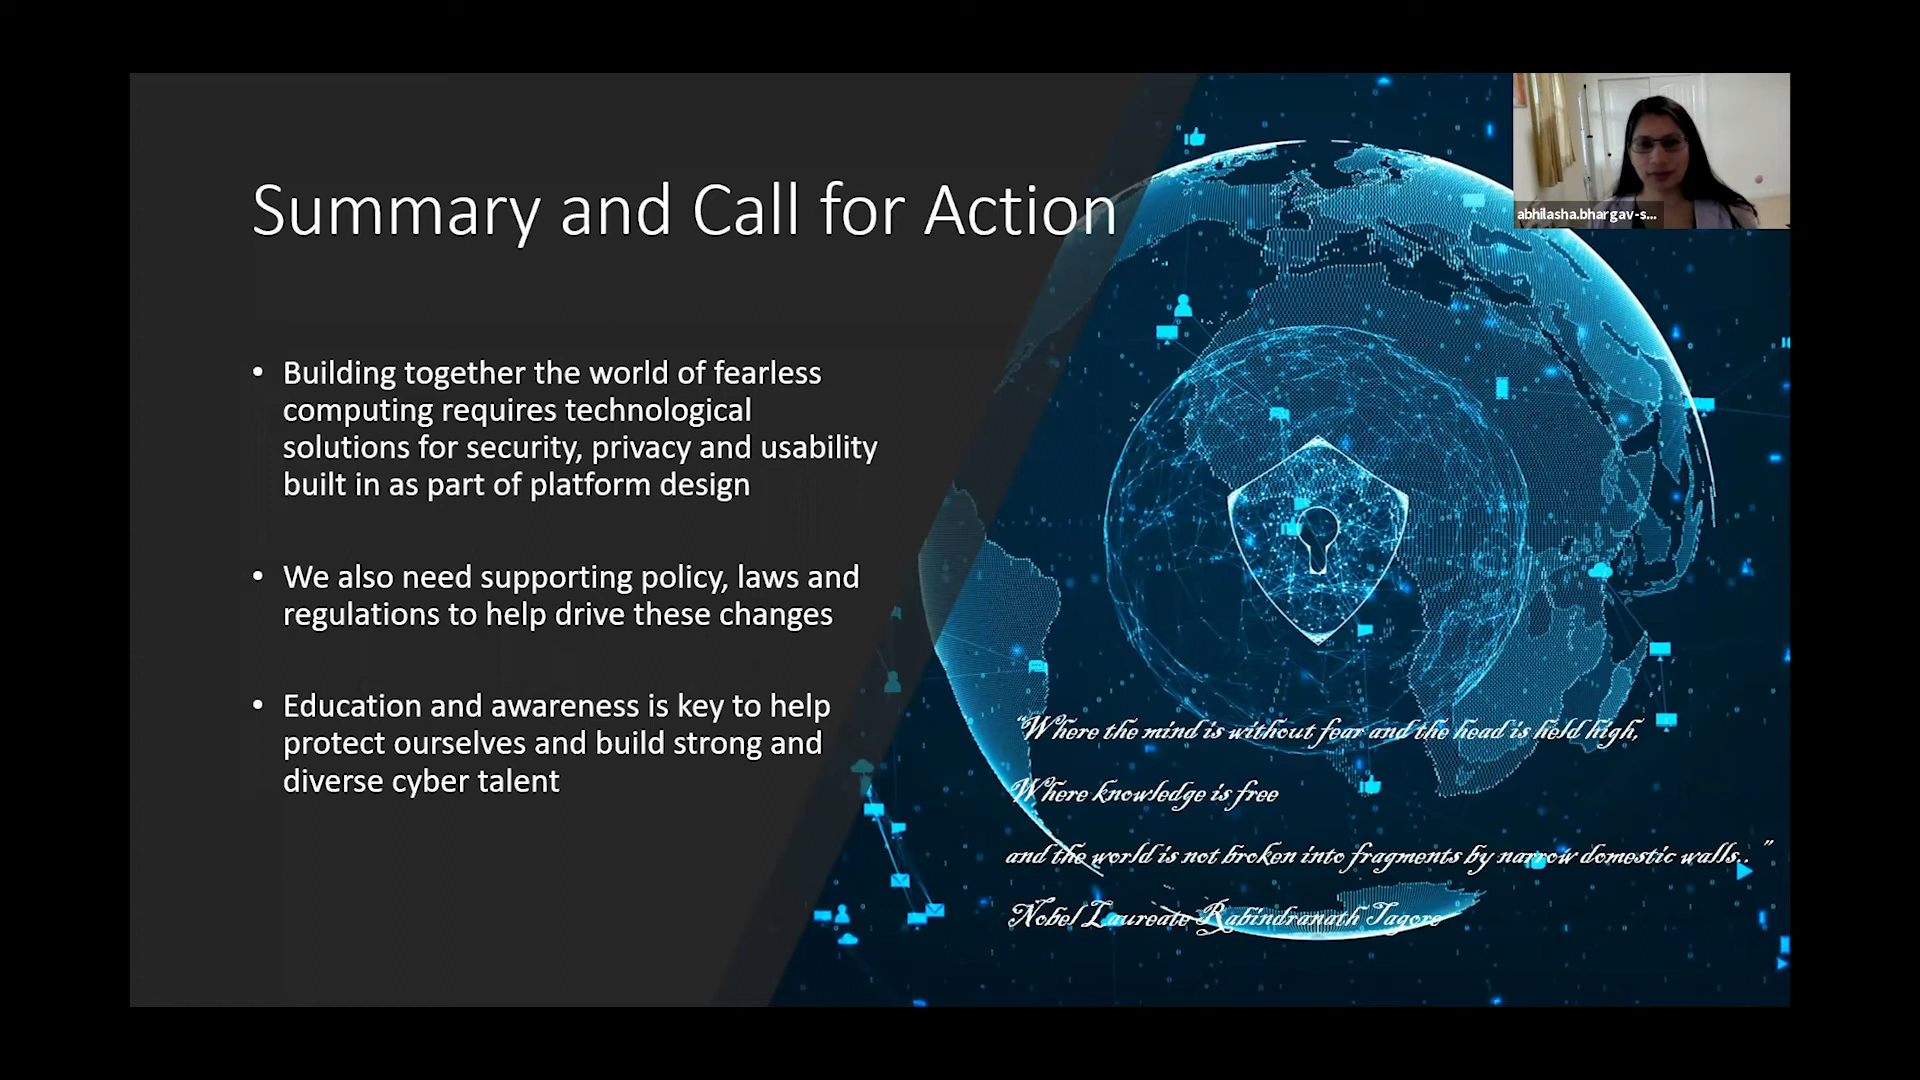 Summary and Call for Action
abhilasha.bhargav-s...
• Building together the world of fearless
computing requires technological
solutions for security, privacy and usability
built in as part of platform design
• We also need supporting policy, laws and
regulations to help drive these changes
• Education and awareness is key to help
protect ourselves and build strong and
diverse cyber talent
“Where the mind is without fear and the head is held high,
Where knowledge is free
and the world is not broken into fragments by narrow domestic walls.. ”
Nobel Laureate Rabindranath Tagore